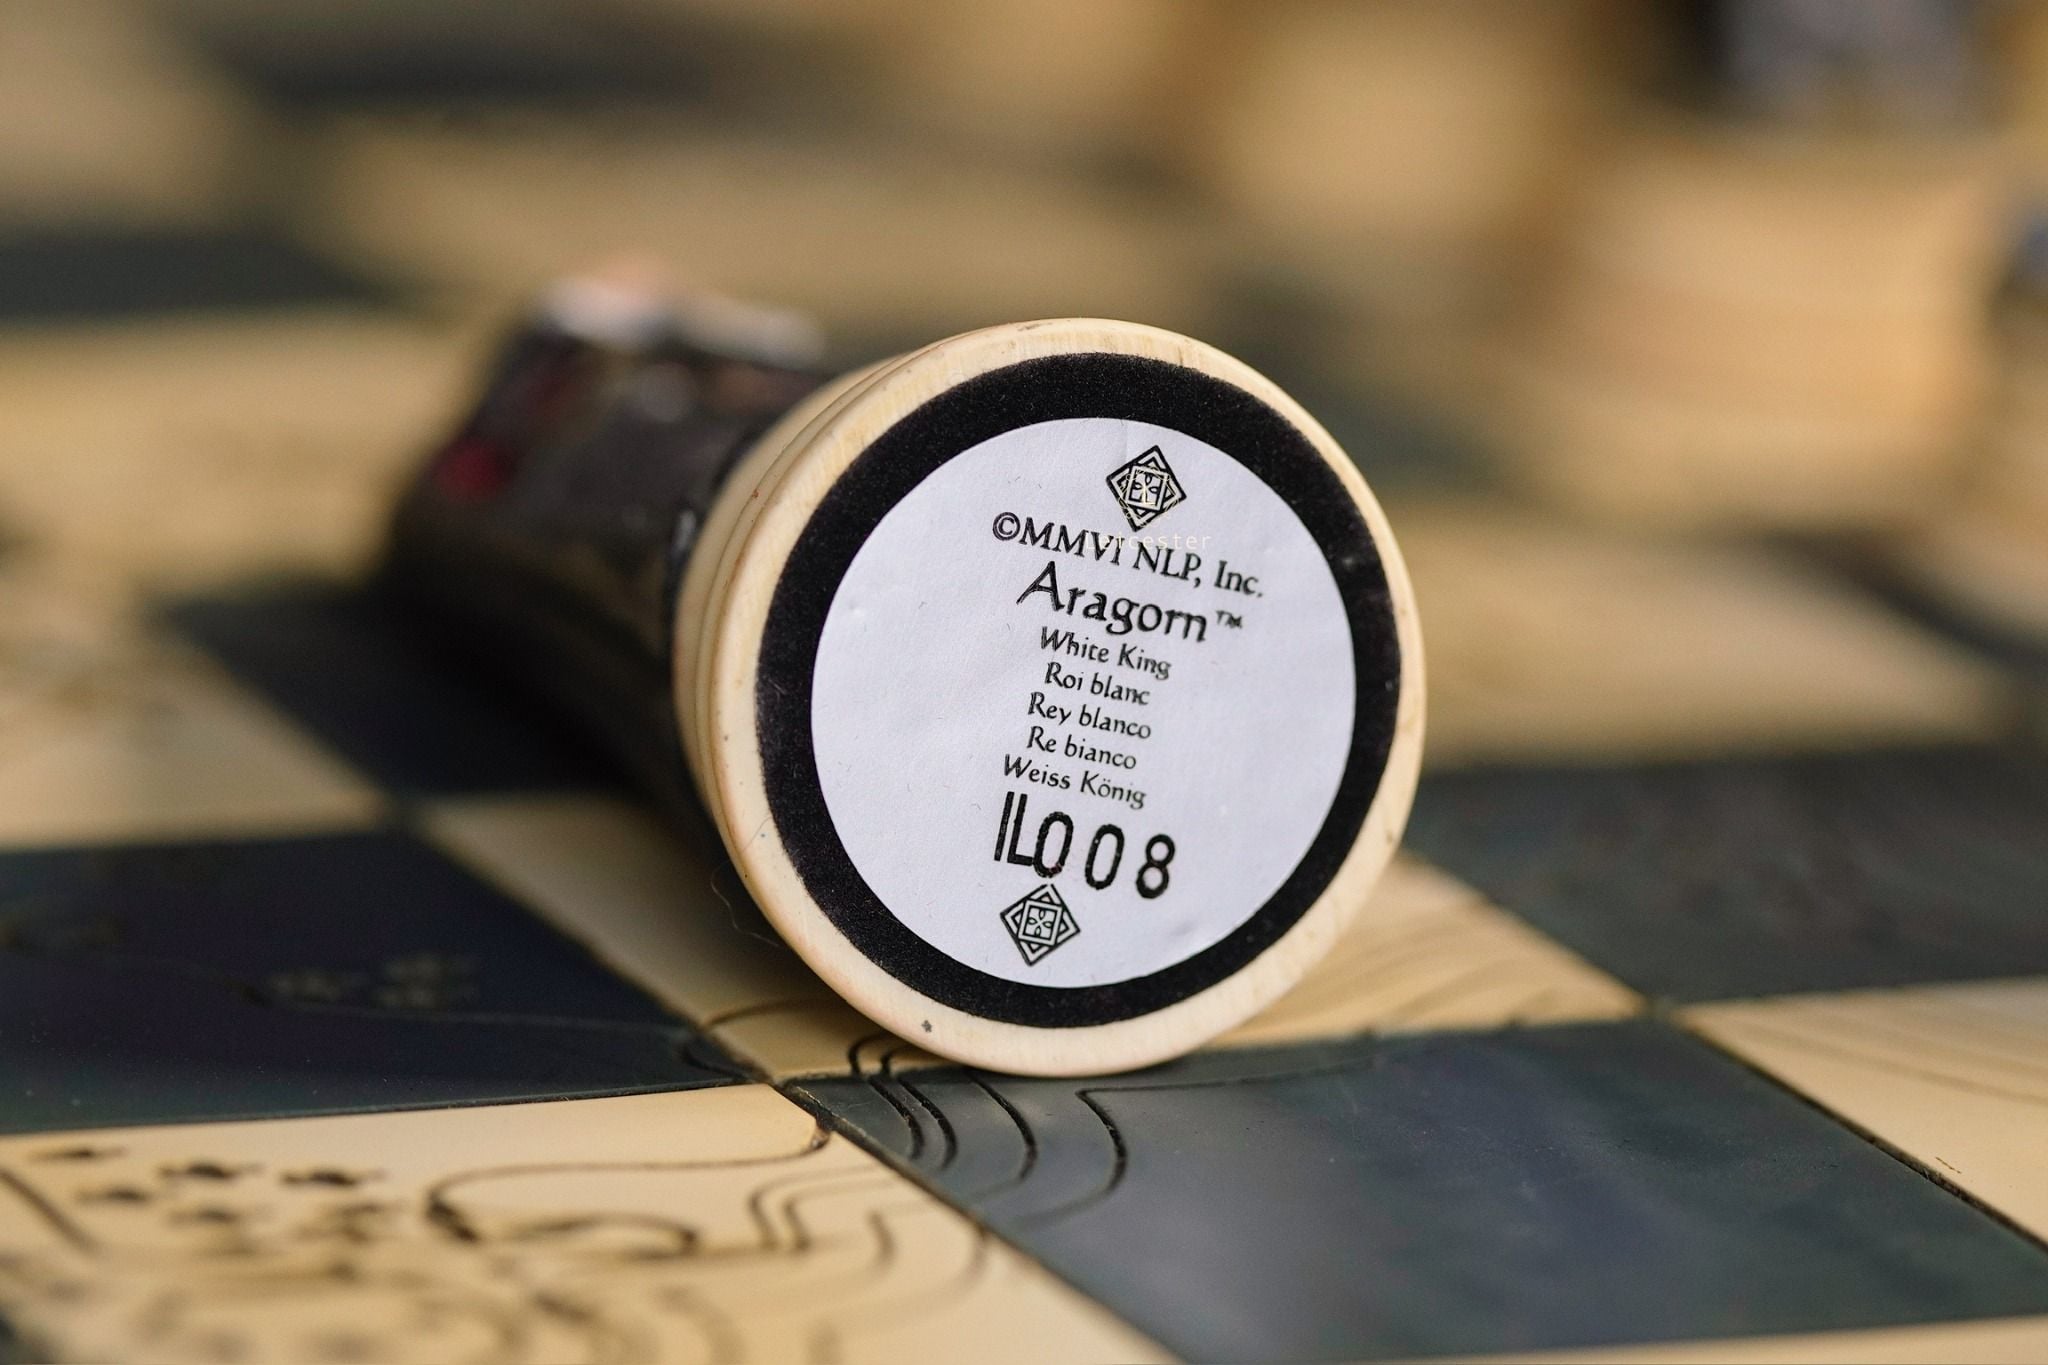 ©MMVI NLP, Inc.
Aragorn™
White King
Roi blanc
Rey blanco
Re bianco
Weiss König
IL008